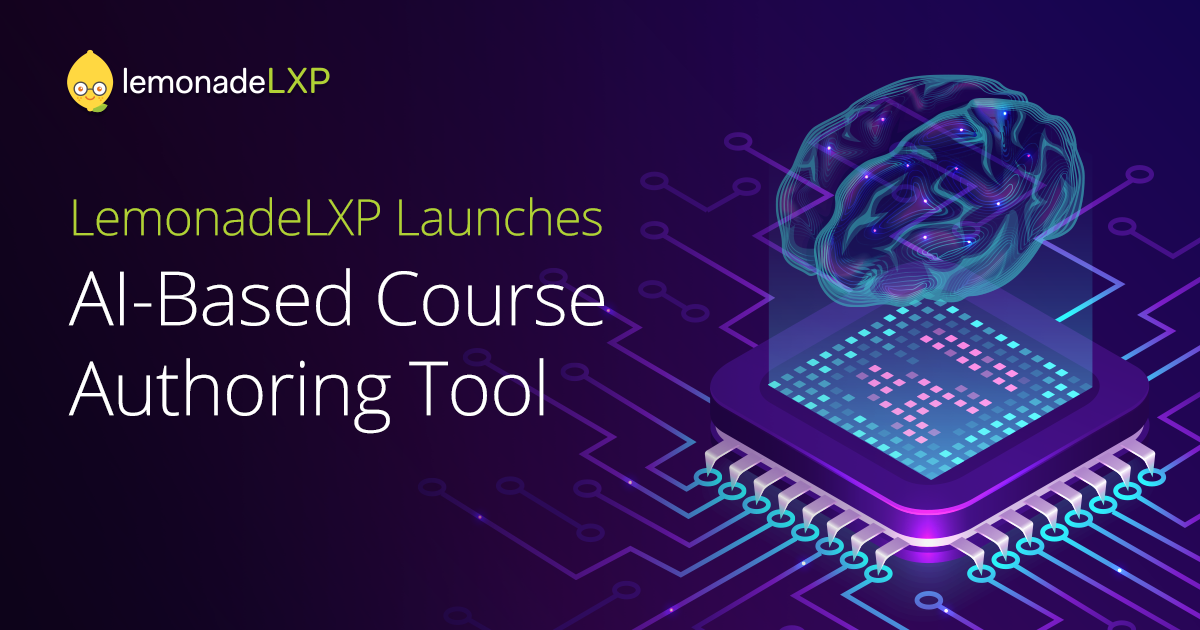 lemonadeLXP
LemonadeLXP Launches
AI-Based Course
Authoring Tool